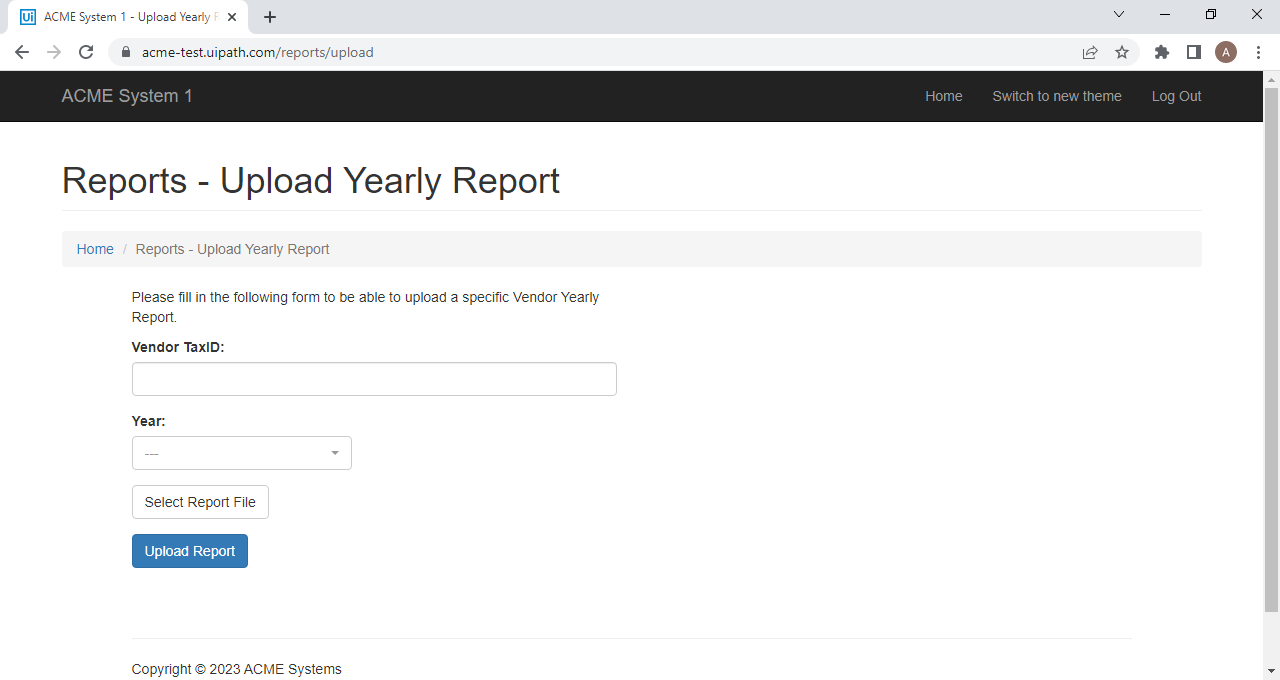 Ui ACME System 1 - Upload Yearly R
acme-test.uipath.com/reports/upload
A
ACME System 1
Home Switch to new theme Log Out
Reports - Upload Yearly Report
Home / Reports - Upload Yearly Report
Please fill in the following form to be able to upload a specific Vendor Yearly
Report.
Vendor TaxID:
Year:
---
Select Report File
Upload Report
Copyright © 2023 ACME Systems